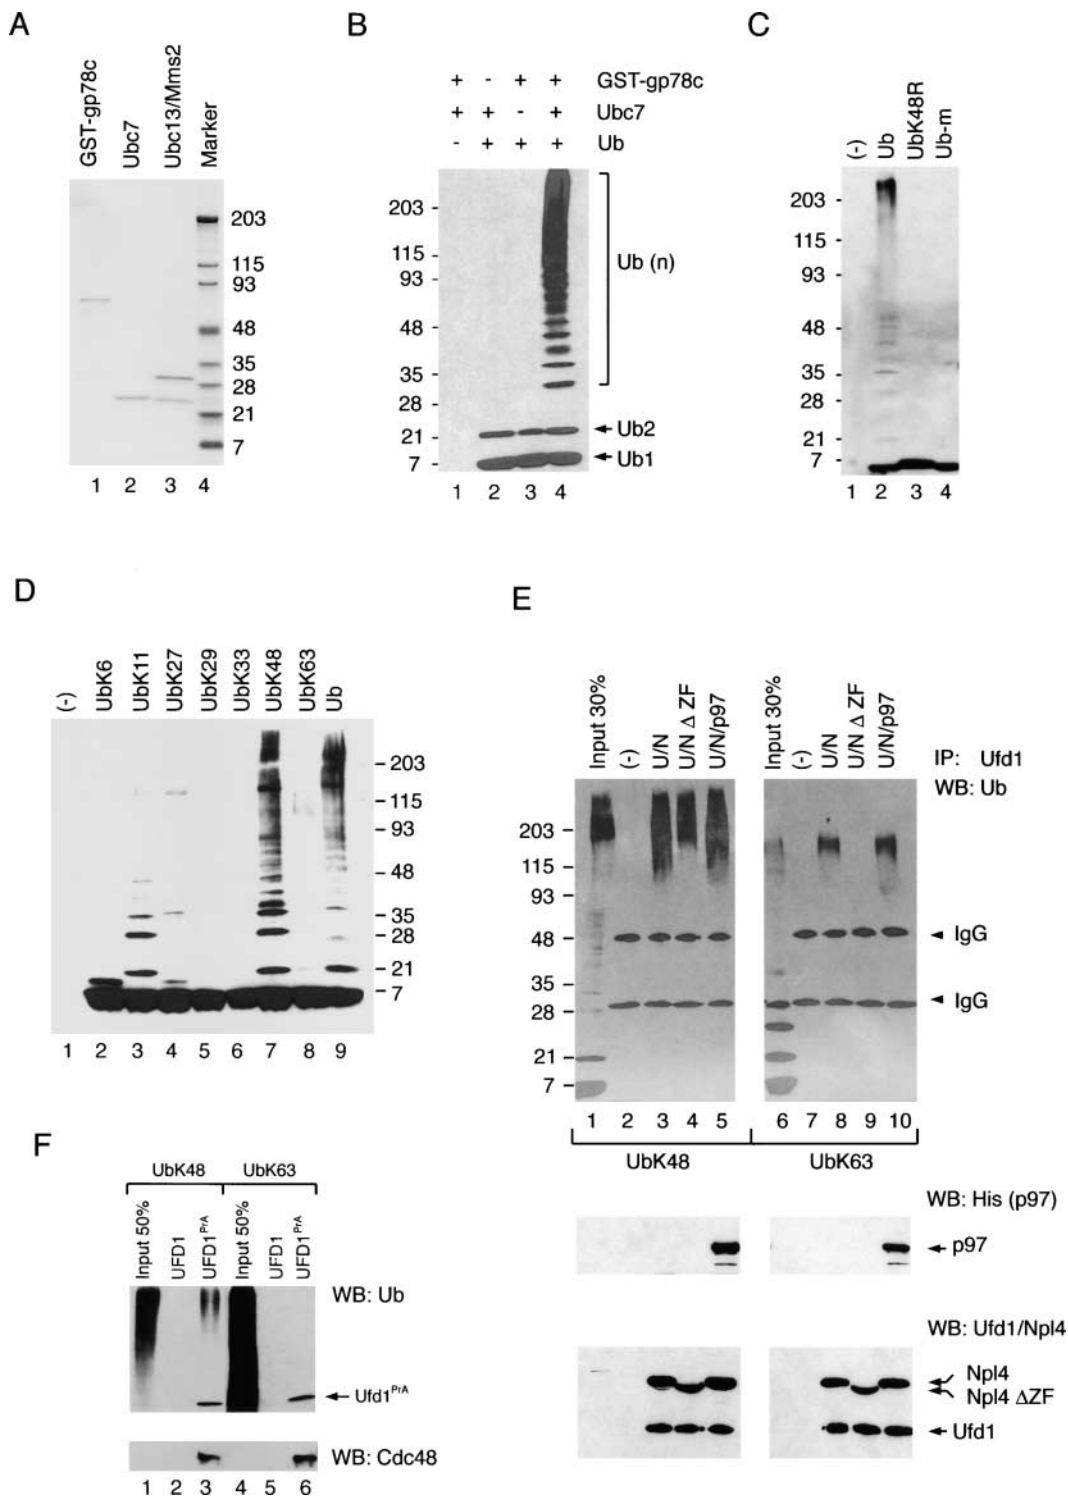 A
GST-gp78c
Ubc7
Ubc13/Mms2
Marker
203
115
93
48
35
28
21
7
1 2 3 4
B
+ - + + GST-gp78c
+ + - + Ubc7
- + + + Ub
203
115
93
48
35
28
21
7
Ub (n)
Ub2
Ub1
1 2 3 4
C
(-)
Ub
UbK48R
Ub-m
203
115
93
48
35
28
21
7
1 2 3 4
D
(-)
UbK6
UbK11
UbK27
UbK29
UbK33
UbK48
UbK63
Ub
203
115
93
48
35
28
21
7
1 2 3 4 5 6 7 8 9
E
Input 30%
(-)
U/N
U/N Δ ZF
U/N/p97
Input 30%
(-)
U/N
U/N Δ ZF
U/N/p97
IP: Ufd1
WB: Ub
203
115
93
48
35
28
21
7
IgG
IgG
1 2 3 4 5 6 7 8 9 10
UbK48 UbK63
WB: His (p97)
p97
WB: Ufd1/Npl4
Npl4
Npl4 ΔZF
Ufd1
F
UbK48 UbK63
Input 50%
UFD1
UFD1PrA
Input 50%
UFD1
UFD1PrA
WB: Ub
Ufd1PrA
WB: Cdc48
1 2 3 4 5 6